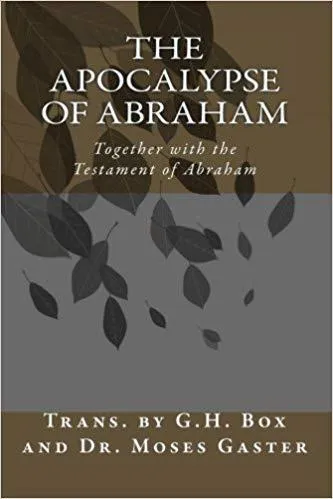 THE
APOCALYPSE
OF ABRAHAM
Together with the
Testament of Abraham
Trans. by G.H. Box
and Dr. Moses Gaster